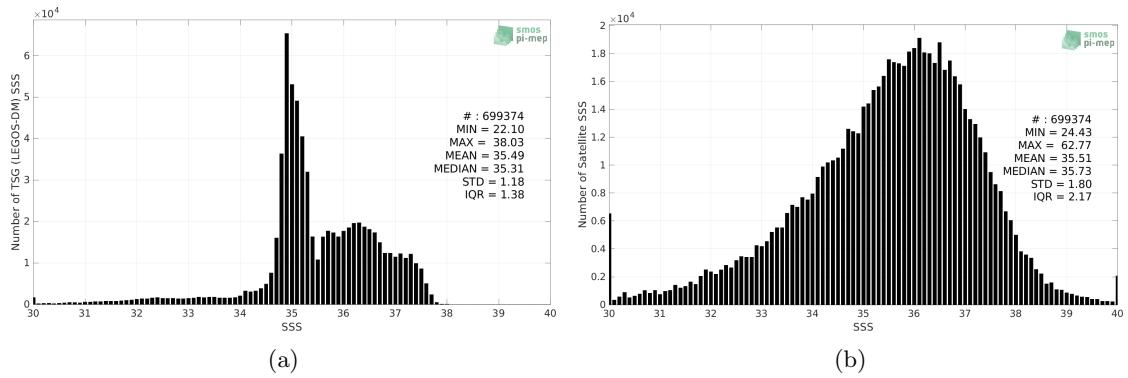 ×10⁴
smos
pi-mep
Number of TSG (LEGOS-DM) SSS
6
5
4
3
2
1
0
# : 699374
MIN = 22.10
MAX = 38.03
MEAN = 35.49
MEDIAN = 35.31
STD = 1.18
IQR = 1.38
30 31 32 33 34 35 36 37 38 39 40
SSS
(a)
×10⁴
smos
pi-mep
Number of Satellite SSS
2
1.8
1.6
1.4
1.2
1
0.8
0.6
0.4
0.2
0
# : 699374
MIN = 24.43
MAX = 62.77
MEAN = 35.51
MEDIAN = 35.73
STD = 1.80
IQR = 2.17
30 31 32 33 34 35 36 37 38 39 40
SSS
(b)